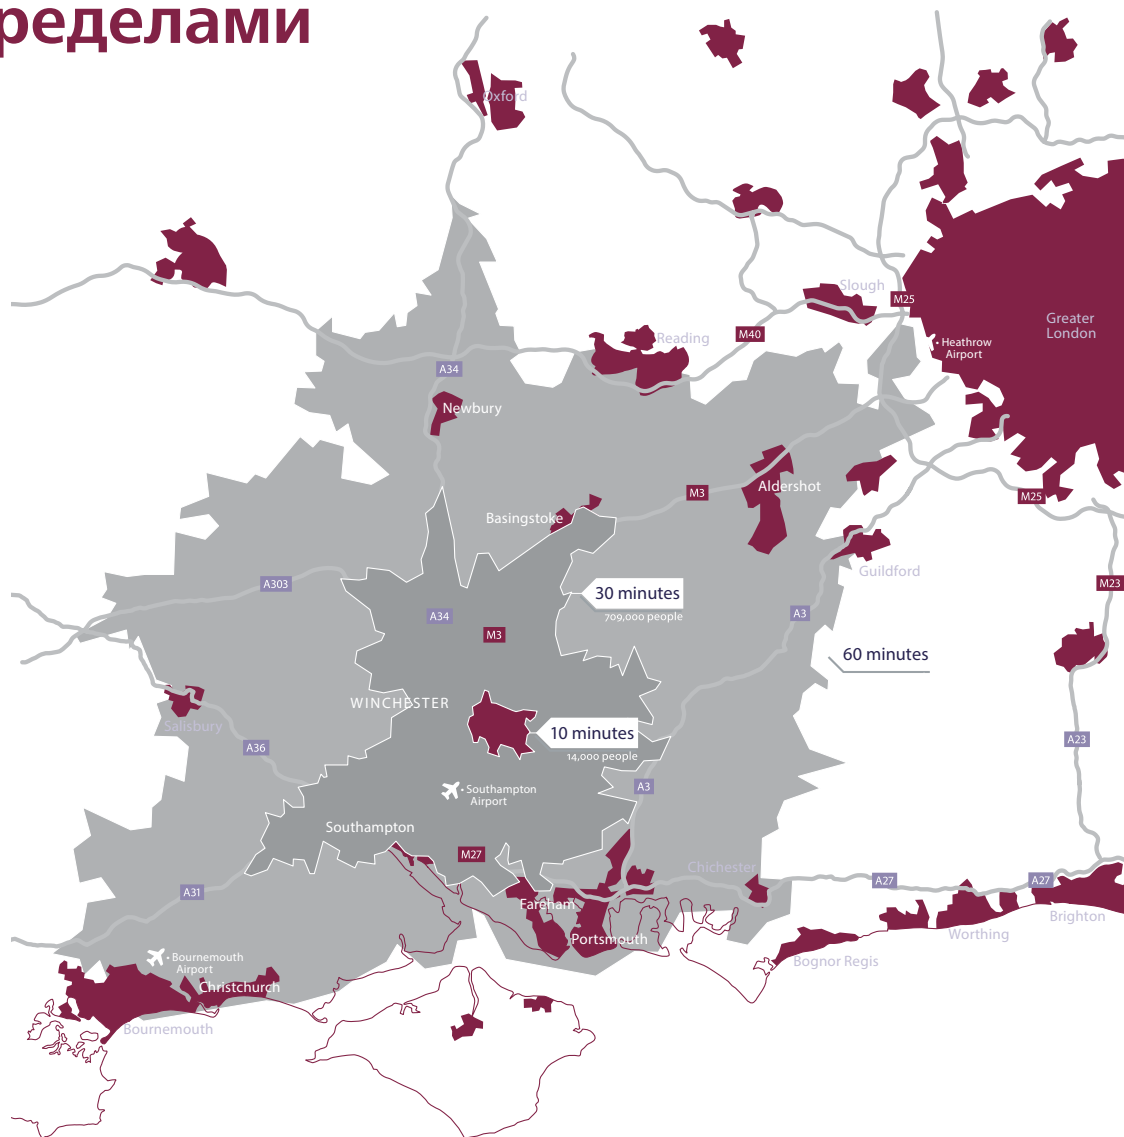 ределами
Oxford
Slough
M25
Greater
London
M40
Heathrow
Airport
Reading
A34
Newbury
Aldershot
M3
M25
Basingstoke
Guildford
A303
M23
30 minutes
709,000 people
A34
A3
M3
60 minutes
WINCHESTER
Salisbury
10 minutes
14,000 people
A36
A23
Southampton
Airport
A3
Southampton
M27
Chichester
A27
A27
A31
Fareham
Brighton
Portsmouth
Worthing
Bournemouth
Airport
Bognor Regis
Christchurch
Bournemouth